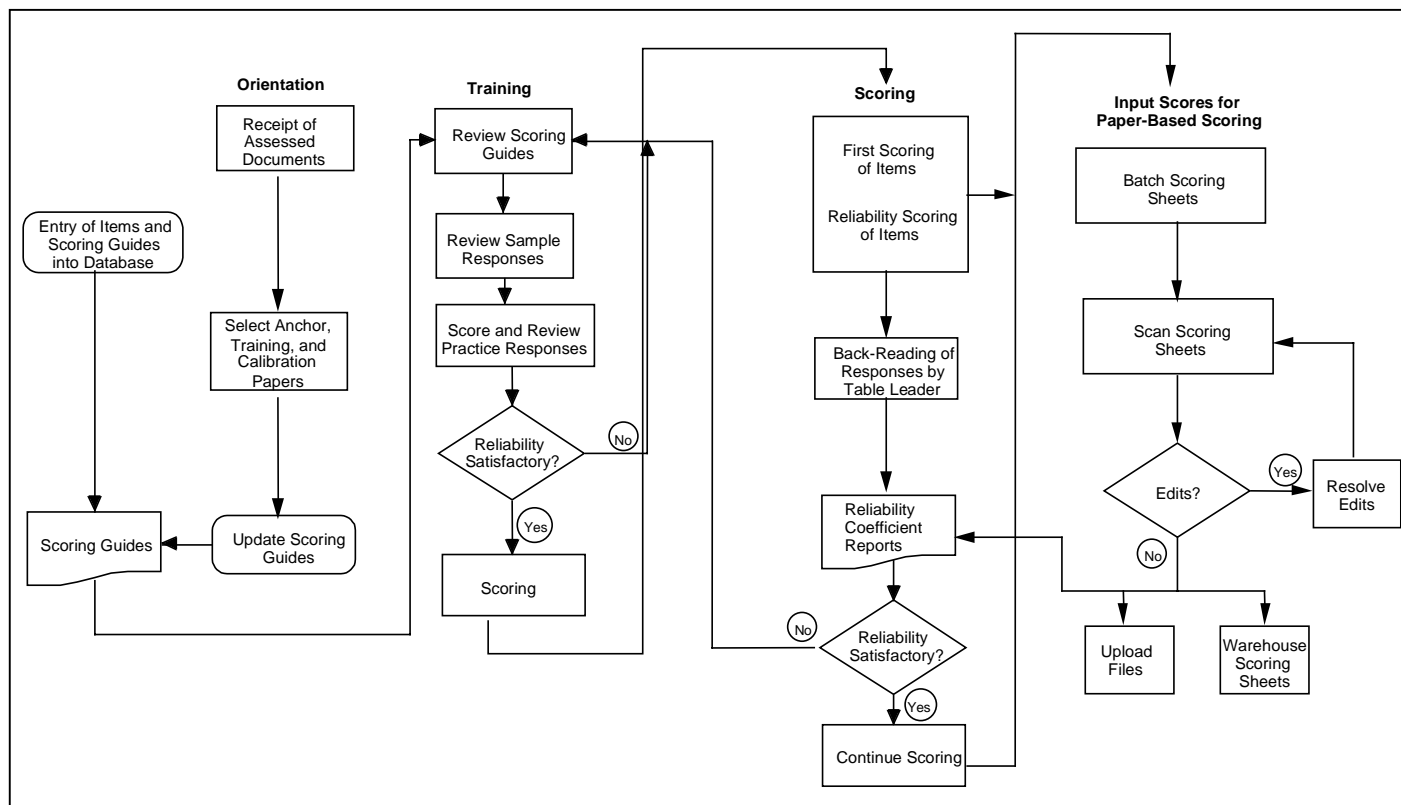 Orientation
Receipt of
Assessed
Documents
Entry of Items and
Scoring Guides
into Database
Select Anchor,
Training, and
Calibration
Papers
Scoring Guides
Update Scoring
Guides
Training
Review Scoring
Guides
Review Sample
Responses
Score and Review
Practice Responses
Reliability
Satisfactory?
No
Yes
Scoring
Scoring
First Scoring
of Items
Reliability Scoring
of Items
Back-Reading of
Responses by
Table Leader
Reliability
Coefficient
Reports
Reliability
Satisfactory?
No
Yes
Continue Scoring
Input Scores for
Paper-Based Scoring
Batch Scoring
Sheets
Scan Scoring
Sheets
Edits?
Yes
Resolve
Edits
No
Upload
Files
Warehouse
Scoring
Sheets